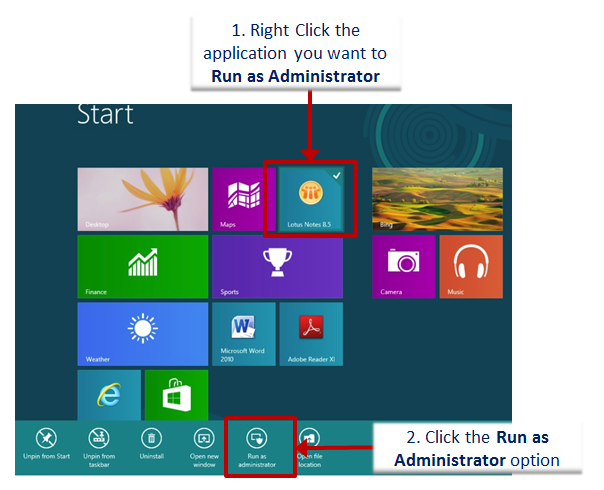 1. Right Click the
application you want to
Run as Administrator
Start
Desktop
Maps
Lotus Notes 8.5
Bing
Finance
Sports
Camera
Music
Weather
Microsoft Word
2010
Adobe Reader XI
Unpin from Start
Unpin from
taskbar
Uninstall
Open new
window
Run as
administrator
Open file
location
2. Click the Run as
Administrator option